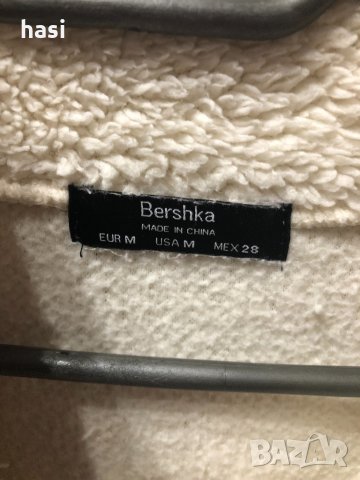 hasi
Bershka
MADE IN CHINA
EUR M USA M MEX 28
BAZAR